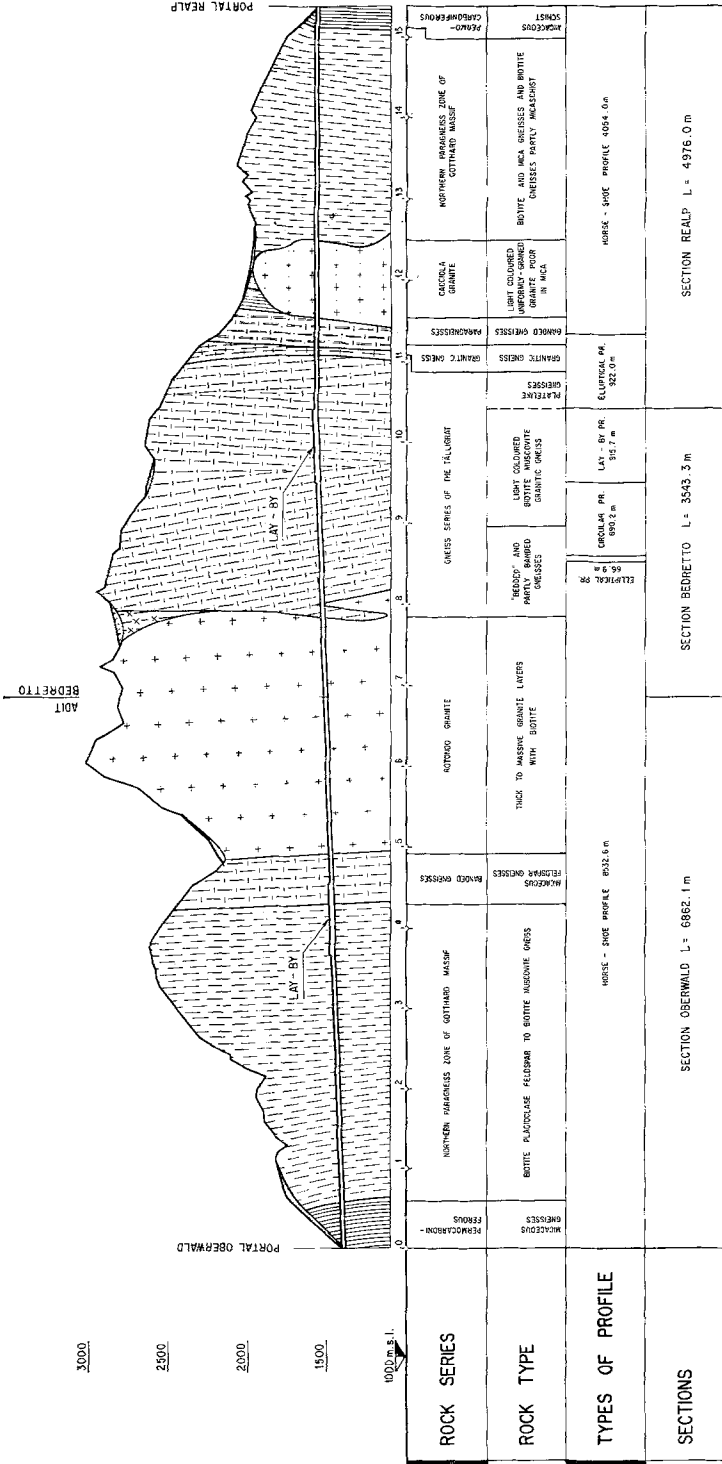 PORTAL OBERWALD
ADIT
BEDRETTO
PORTAL REALP
LAY-BY
LAY-BY
3000
2500
2000
1500
1000 m.s.l.
0 1 2 3 4 5 6 7 8 9 10 11 12 13 14 15
ROCK SERIES
PERMOCARBONI-
FEROUS
NORTHERN PARAGNEISS ZONE OF GOTTHARD MASSIF
BANDED GNEISSES
ROTONDO GRANITE
GNEISS SERIES OF THE TÄLLIGRAT
GRANITIC GNEISS
PARAGNEISSES
CACCIOLA
GRANITE
NORTHERN PARAGNEISS ZONE OF
GOTTHARD MASSIF
PERMO-
CARBONIFEROUS
ROCK TYPE
MICACEOUS
GNEISSES
BIOTITE PLAGIOCLASE FELDSPAR TO BIOTITE MUSCOVITE GNEISS
MICACEOUS
FELDSPAR GNEISSES
THICK TO MASSIVE GRANITE LAYERS
WITH BIOTITE
"BEDDED" AND
PARTLY BANDED
GNEISSES
LIGHT COLOURED
BIOTITE MUSCOVITE
GRANITIC GNEISS
PLATELIKE
GNEISSES
GRANITIC GNEISS
BANDED GNEISSES
LIGHT COLOURED
UNIFORMLY-GRAINED
GRANITE POOR
IN MICA
BIOTITE AND MICA GNEISSES AND BIOTITE
GNEISSES PARTLY MICASCHIST
MICACEOUS
SCHIST
TYPES OF PROFILE
HORSE - SHOE PROFILE 8532.6 m
ELLIPTICAL PR.
66.9 m
CIRCULAR PR.
690.2 m
LAY - BY PR.
915.7 m
ELLIPTICAL PR.
922.0 m
HORSE - SHOE PROFILE 4054.0 m
SECTIONS
SECTION OBERWALD L= 6862.1 m
SECTION BEDRETTO L= 3543.3 m
SECTION REALP L= 4976.0 m